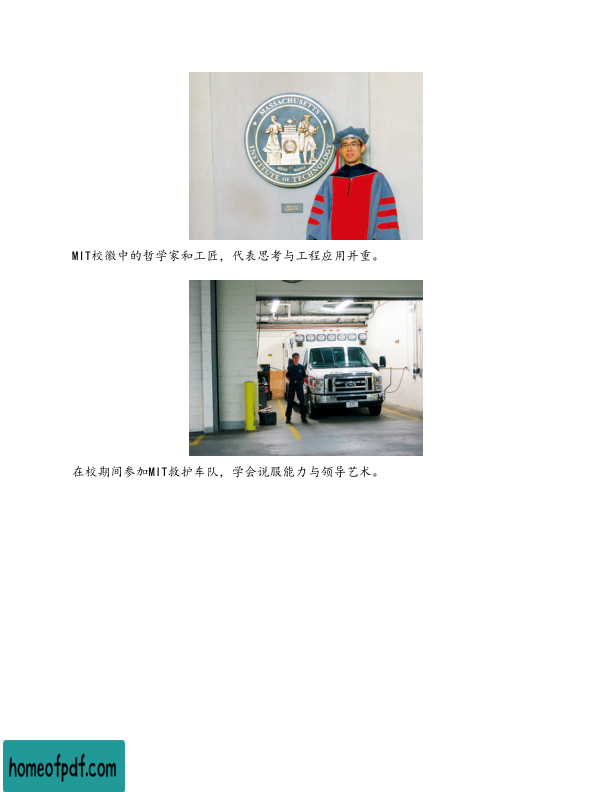 MASSACHUSETTS
INSTITUTE OF TECHNOLOGY
MIT校徽中的哲学家和工匠，代表思考与工程应用并重。
在校期间参加MIT救护车队，学会说服能力与领导艺术。
homeofpdf.com